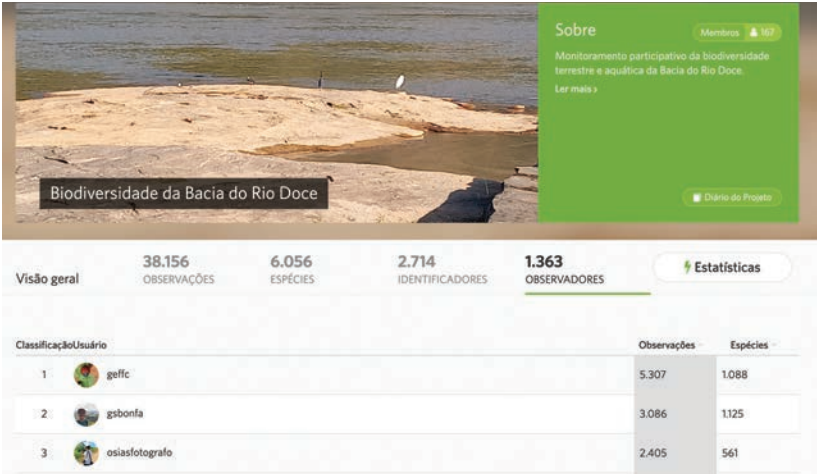 Sobre
Membros 167
Monitoramento participativo da biodiversidade
terrestre e aquática da Bacia do Rio Doce.
Ler mais ›
Biodiversidade da Bacia do Rio Doce
Diário do Projeto
Visão geral
38.156
OBSERVAÇÕES
6.056
ESPÉCIES
2.714
IDENTIFICADORES
1.363
OBSERVADORES
Estatísticas
ClassificaçãoUsuário Observações Espécies
1 geffc 5.307 1.088
2 gsbonfa 3.086 1.125
3 osiasfotografo 2.405 561